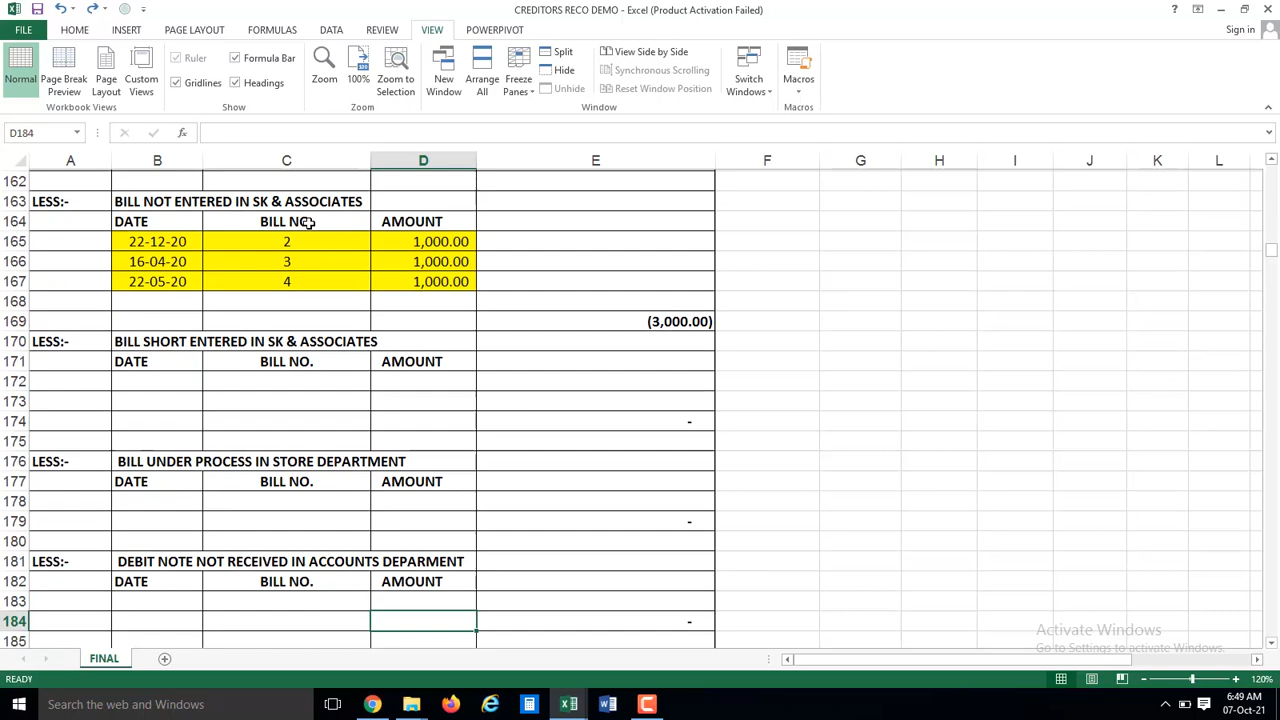 CREDITORS RECO DEMO - Excel (Product Activation Failed)
FILE HOME INSERT PAGE LAYOUT FORMULAS DATA REVIEW VIEW POWERPIVOT Sign in
Normal Page Break Preview Page Layout Custom Views
Workbook Views
Ruler Formula Bar
Gridlines Headings
Show
Zoom 100% Zoom to Selection
Zoom
New Window Arrange All Freeze Panes
Split View Side by Side
Hide Synchronous Scrolling
Unhide Reset Window Position
Window
Switch Windows
Macros
Macros
D184 fx
A B C D E F G H I J K L
162
163 LESS:- BILL NOT ENTERED IN SK & ASSOCIATES
164 DATE BILL NO. AMOUNT
165 22-12-20 2 1,000.00
166 16-04-20 3 1,000.00
167 22-05-20 4 1,000.00
168
169 (3,000.00)
170 LESS:- BILL SHORT ENTERED IN SK & ASSOCIATES
171 DATE BILL NO. AMOUNT
172
173
174 -
175
176 LESS:- BILL UNDER PROCESS IN STORE DEPARTMENT
177 DATE BILL NO. AMOUNT
178
179 -
180
181 LESS:- DEBIT NOTE NOT RECEIVED IN ACCOUNTS DEPARMENT
182 DATE BILL NO. AMOUNT
183
184 -
185
Activate Windows
Go to Settings to activate Windows.
FINAL
READY 120%
Search the web and Windows
6:49 AM
07-Oct-21